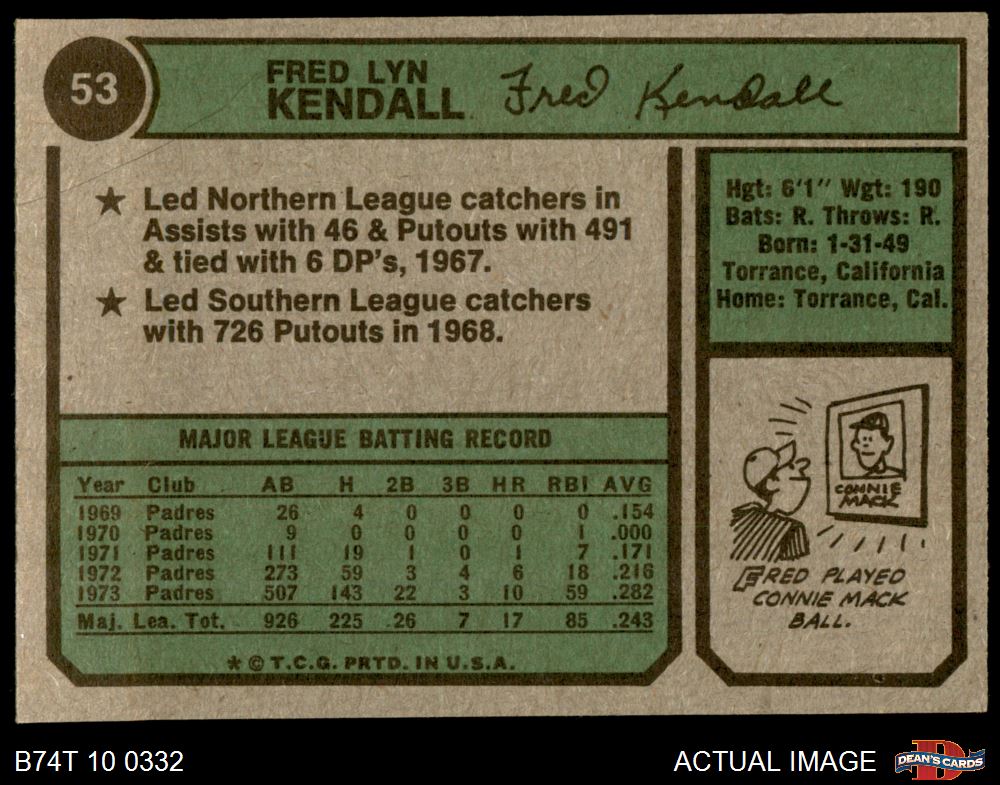 53
FRED LYN
KENDALL
Fred Kendall
★ Led Northern League catchers in
Assists with 46 & Putouts with 491
& tied with 6 DP's, 1967.
★ Led Southern League catchers
with 726 Putouts in 1968.
Hgt: 6'1" Wgt: 190
Bats: R. Throws: R.
Born: 1-31-49
Torrance, California
Home: Torrance, Cal.
MAJOR LEAGUE BATTING RECORD
Year Club AB H 2B 3B HR RBI AVG
1969 Padres 26 4 0 0 0 0 .154
1970 Padres 9 0 0 0 0 1 .000
1971 Padres 111 19 1 0 1 7 .171
1972 Padres 273 59 3 4 6 18 .216
1973 Padres 507 143 22 3 10 59 .282
Maj. Lea. Tot. 926 225 26 7 17 85 .243
* © T.C.G. PRTD. IN U.S.A.
CONNIE
MACK
FRED PLAYED
CONNIE MACK
BALL.
B74T 10 0332
ACTUAL IMAGE
D
DEAN'S CARDS